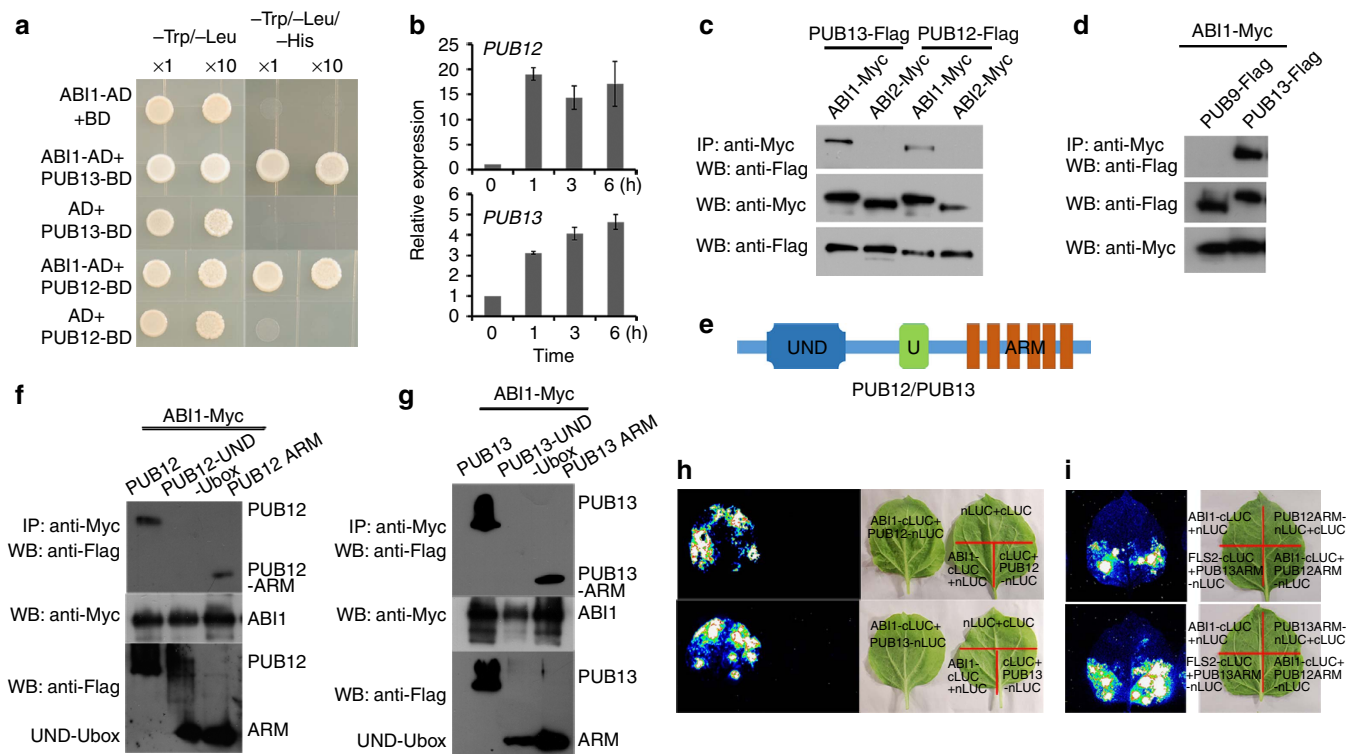 a
–Trp/–Leu
–Trp/–Leu/
–His
×1
×10
×1
×10
ABI1-AD
+BD
ABI1-AD+
PUB13-BD
AD+
PUB13-BD
ABI1-AD+
PUB12-BD
AD+
PUB12-BD
b
Relative expression
PUB12
25
20
15
10
5
0
0
1
3
6 (h)
PUB13
6
5
4
3
2
1
0
0
1
3
6 (h)
Time
c
PUB13-Flag
PUB12-Flag
ABI1-Myc
ABI2-Myc
ABI1-Myc
ABI2-Myc
IP: anti-Myc
WB: anti-Flag
WB: anti-Myc
WB: anti-Flag
d
ABI1-Myc
PUB9-Flag
PUB13-Flag
IP: anti-Myc
WB: anti-Flag
WB: anti-Flag
WB: anti-Myc
e
UND
U
ARM
PUB12/PUB13
f
ABI1-Myc
PUB12
PUB12-UND
-Ubox
PUB12 ARM
IP: anti-Myc
WB: anti-Flag
PUB12
PUB12
-ARM
WB: anti-Myc
ABI1
WB: anti-Flag
PUB12
UND-Ubox
ARM
g
ABI1-Myc
PUB13
PUB13-UND
-Ubox
PUB13 ARM
IP: anti-Myc
WB: anti-Flag
PUB13
PUB13
-ARM
WB: anti-Myc
ABI1
WB: anti-Flag
PUB13
UND-Ubox
ARM
h
ABI1-cLUC+
PUB12-nLUC
nLUC+cLUC
ABI1-
cLUC
+nLUC
cLUC+
PUB12
-nLUC
ABI1-cLUC+
PUB13-nLUC
nLUC+cLUC
ABI1-
cLUC
+nLUC
cLUC+
PUB13
-nLUC
i
ABI1-cLUC
+nLUC
PUB12ARM-
nLUC+cLUC
FLS2-cLUC
+PUB13ARM
-nLUC
ABI1-cLUC+
PUB12ARM
-nLUC
ABI1-cLUC
+nLUC
PUB13ARM-
nLUC+cLUC
FLS2-cLUC
+PUB13ARM
-nLUC
ABI1-cLUC+
PUB12ARM
-nLUC